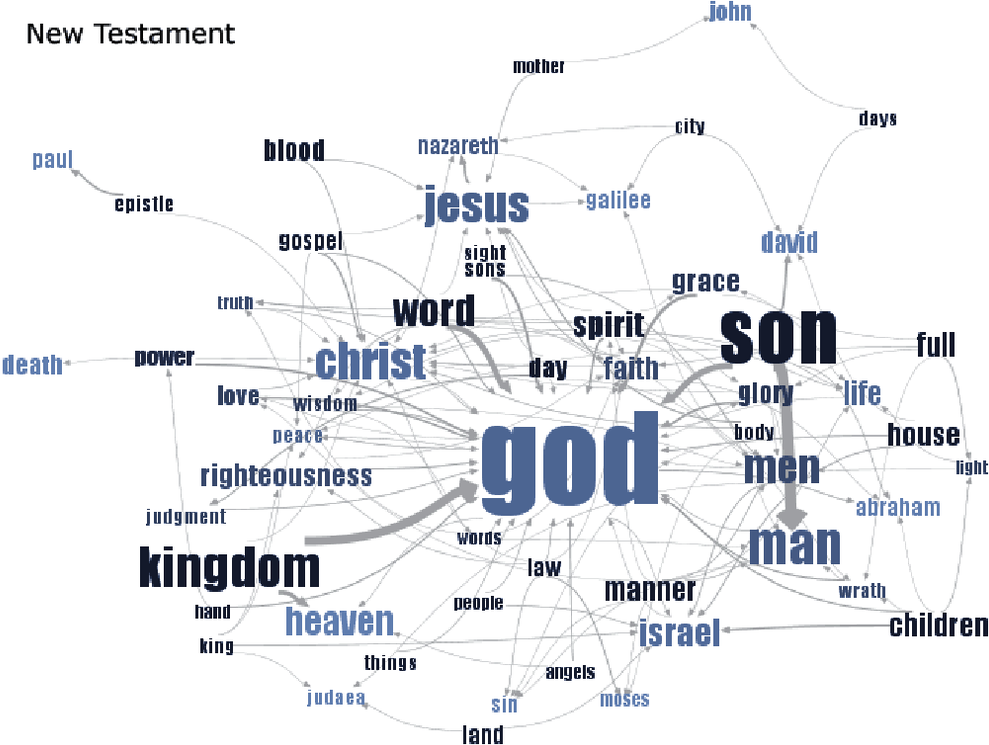 New Testament
john
mother
days
city
blood
nazareth
paul
epistle
jesus
galilee
gospel
david
sight
sons
grace
truth
word
spirit
son
full
death
power
christ
day
faith
love
wisdom
glory
life
peace
god
body
house
righteousness
men
light
judgment
abraham
words
man
kingdom
law
hand
people
manner
wrath
king
heaven
israel
children
things
angels
judaea
sin
moses
land